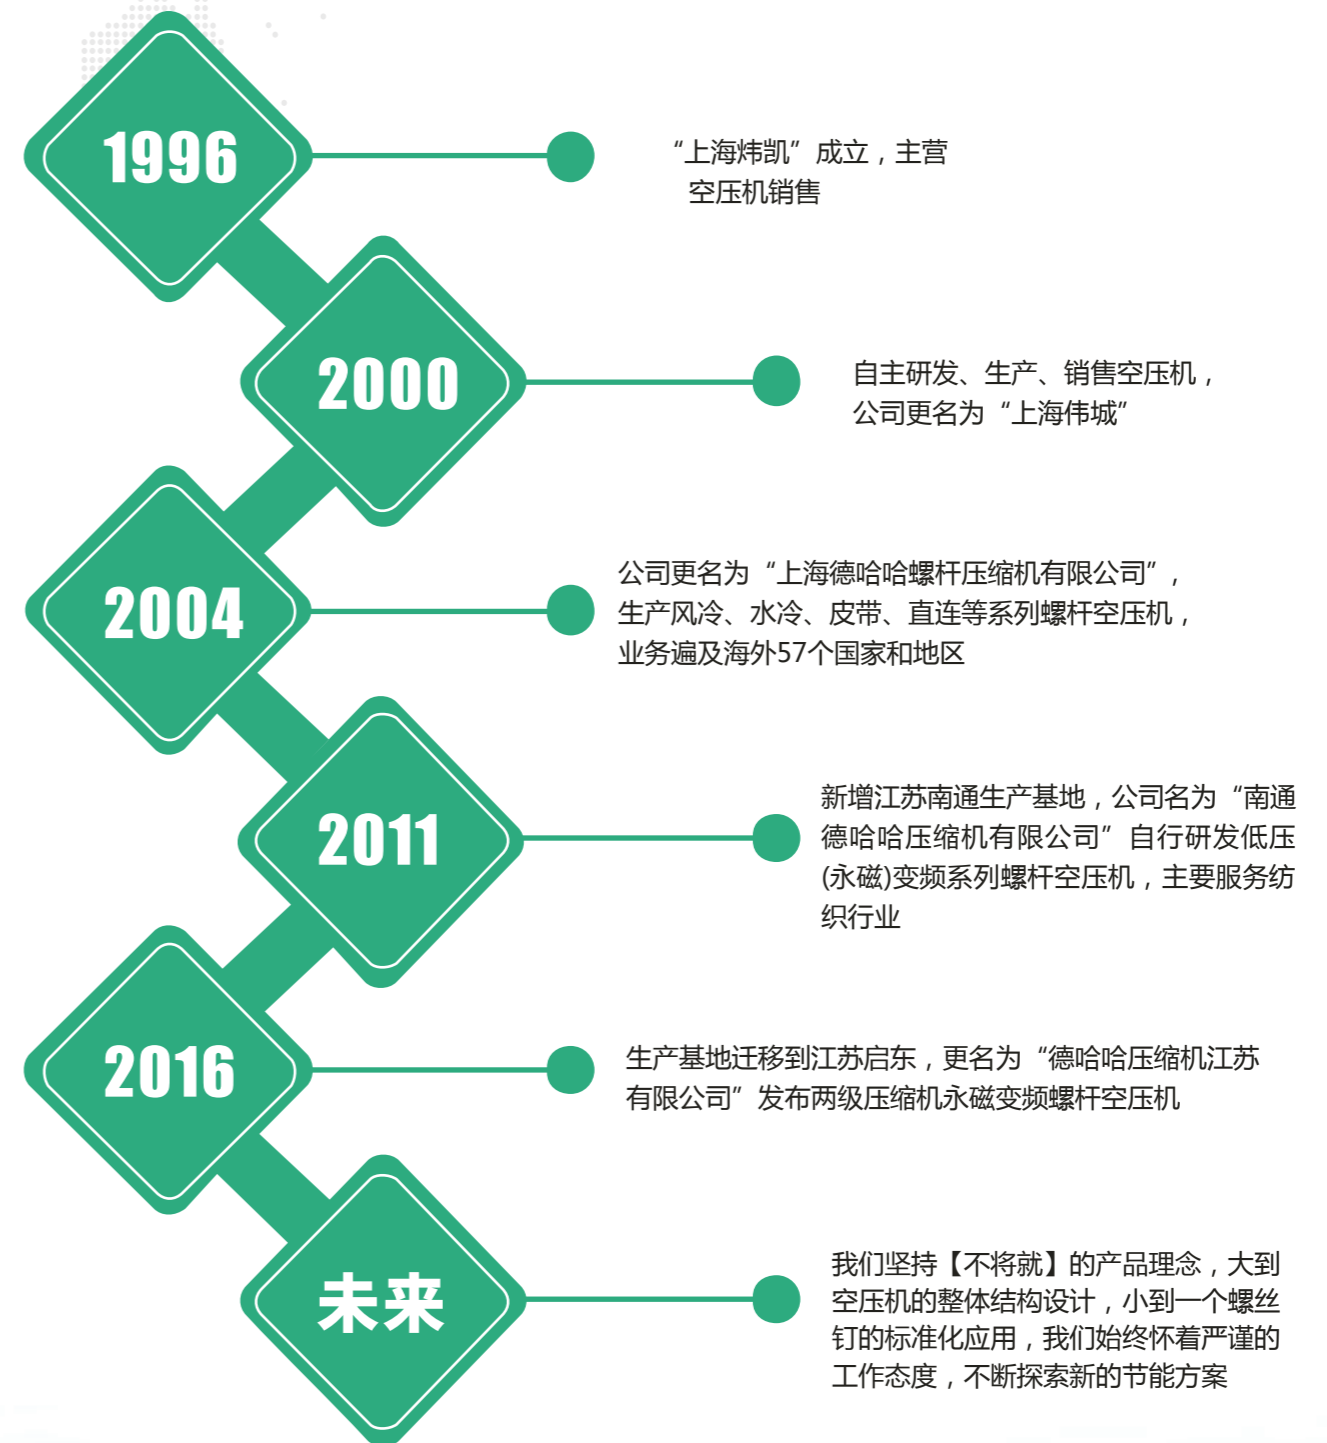 1996
“上海炜凯”成立，主营
空压机销售
2000
自主研发、生产、销售空压机，
公司更名为“上海伟城”
2004
公司更名为“上海德哈哈螺杆压缩机有限公司”，
生产风冷、水冷、皮带、直连等系列螺杆空压机，
业务遍及海外57个国家和地区
2011
新增江苏南通生产基地，公司名为“南通
德哈哈压缩机有限公司”自行研发低压
(永磁)变频系列螺杆空压机，主要服务纺
织行业
2016
生产基地迁移到江苏启东，更名为“德哈哈压缩机江苏
有限公司”发布两级压缩机永磁变频螺杆空压机
未来
我们坚持【不将就】的产品理念，大到
空压机的整体结构设计，小到一个螺丝
钉的标准化应用，我们始终怀着严谨的
工作态度，不断探索新的节能方案